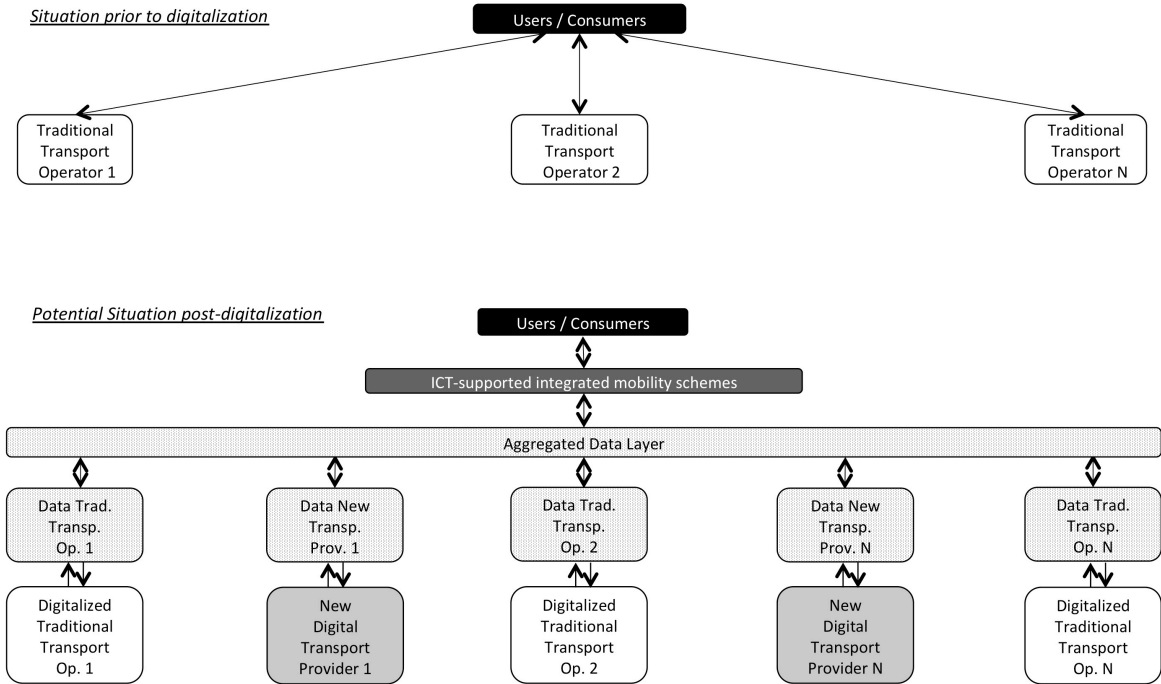 Situation prior to digitalization
Users / Consumers
Traditional
Transport
Operator 1
Traditional
Transport
Operator 2
Traditional
Transport
Operator N
Potential Situation post-digitalization
Users / Consumers
ICT-supported integrated mobility schemes
Aggregated Data Layer
Data Trad.
Transp.
Op. 1
Data New
Transp.
Prov. 1
Data Trad.
Transp.
Op. 2
Data New
Transp.
Prov. N
Data Trad.
Transp.
Op. N
Digitalized
Traditional
Transport
Op. 1
New
Digital
Transport
Provider 1
Digitalized
Traditional
Transport
Op. 2
New
Digital
Transport
Provider N
Digitalized
Traditional
Transport
Op. N